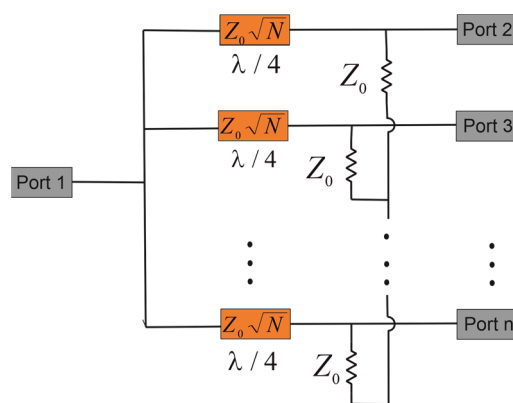 Z₀√N
λ / 4
Port 2
Z₀
Z₀√N
λ / 4
Port 3
Z₀
Port 1
Z₀√N
λ / 4
Port n
Z₀